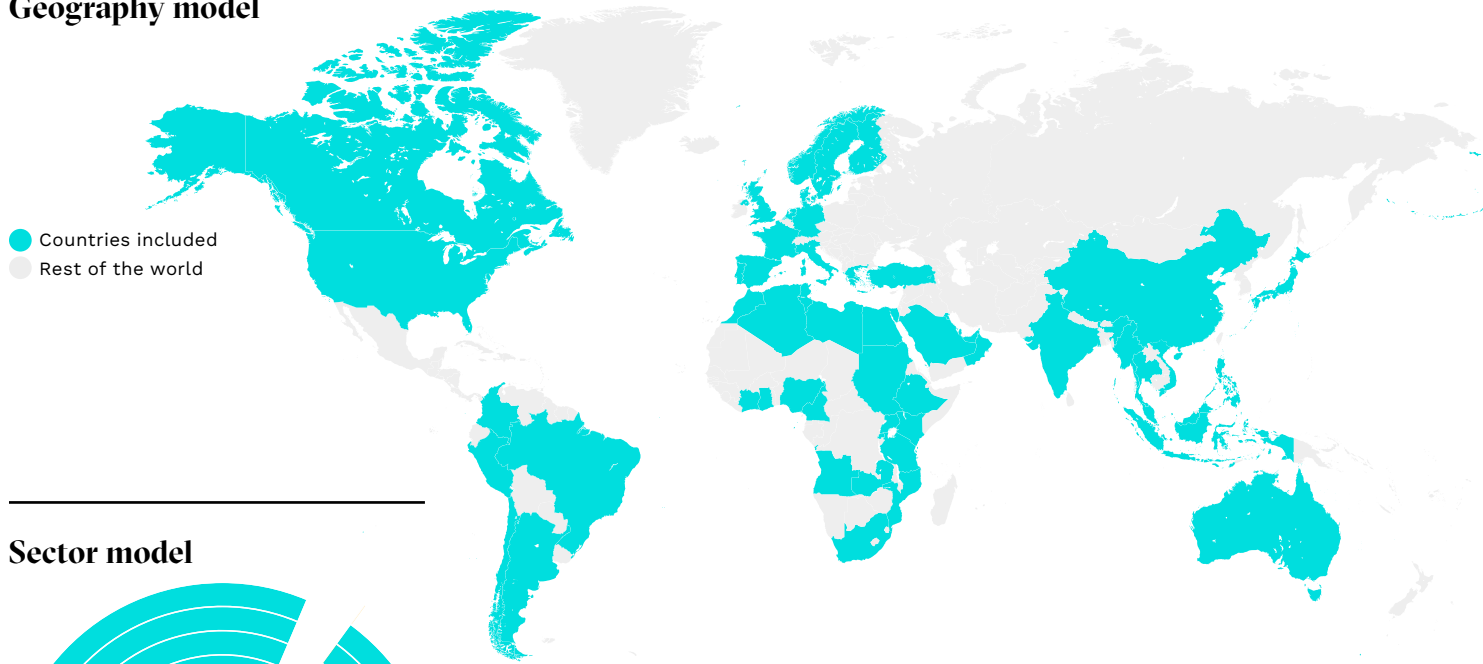 Geography model
Countries included
Rest of the world
Sector model